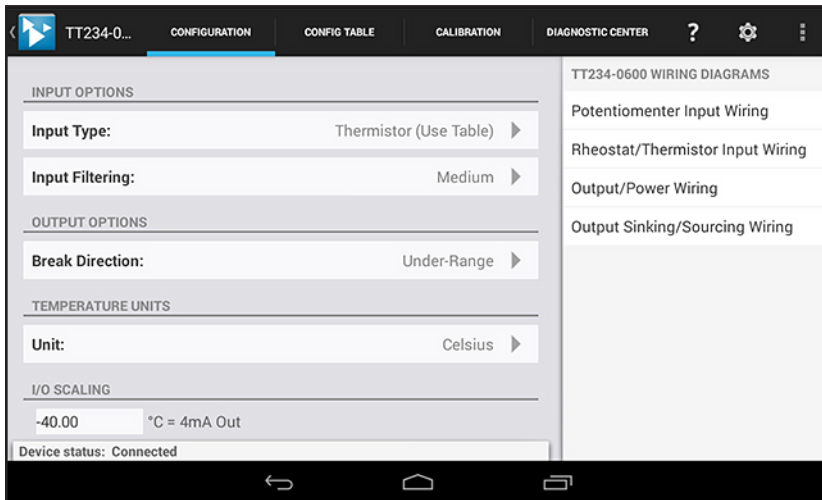 TT234-0...
CONFIGURATION
CONFIG TABLE
CALIBRATION
DIAGNOSTIC CENTER
?
INPUT OPTIONS
Input Type: Thermistor (Use Table)
Input Filtering: Medium
OUTPUT OPTIONS
Break Direction: Under-Range
TEMPERATURE UNITS
Unit: Celsius
I/O SCALING
-40.00 °C = 4mA Out
Device status: Connected
TT234-0600 WIRING DIAGRAMS
Potentiomenter Input Wiring
Rheostat/Thermistor Input Wiring
Output/Power Wiring
Output Sinking/Sourcing Wiring